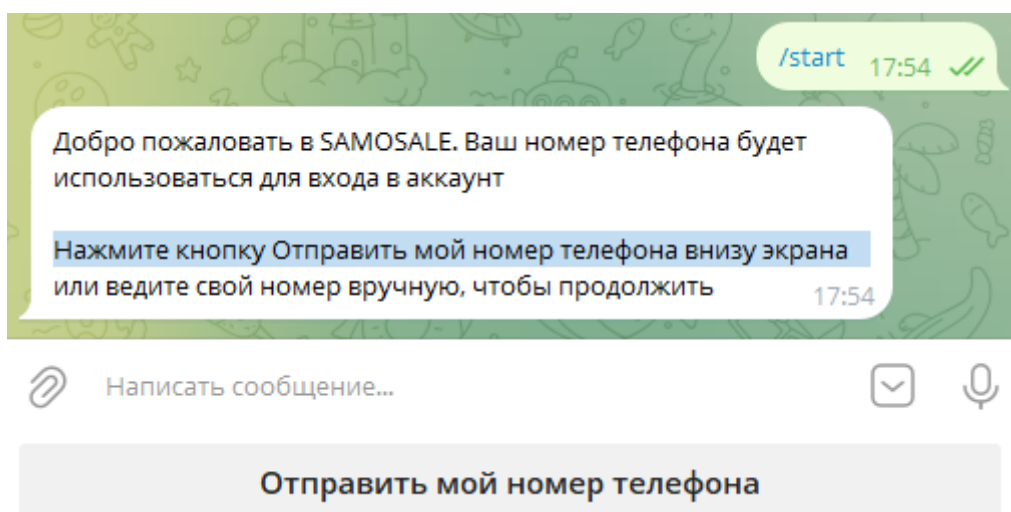 /start 17:54
Добро пожаловать в SAMOSALE. Ваш номер телефона будет
использоваться для входа в аккаунт
Нажмите кнопку Отправить мой номер телефона внизу экрана
или ведите свой номер вручную, чтобы продолжить 17:54
Написать сообщение...
Отправить мой номер телефона